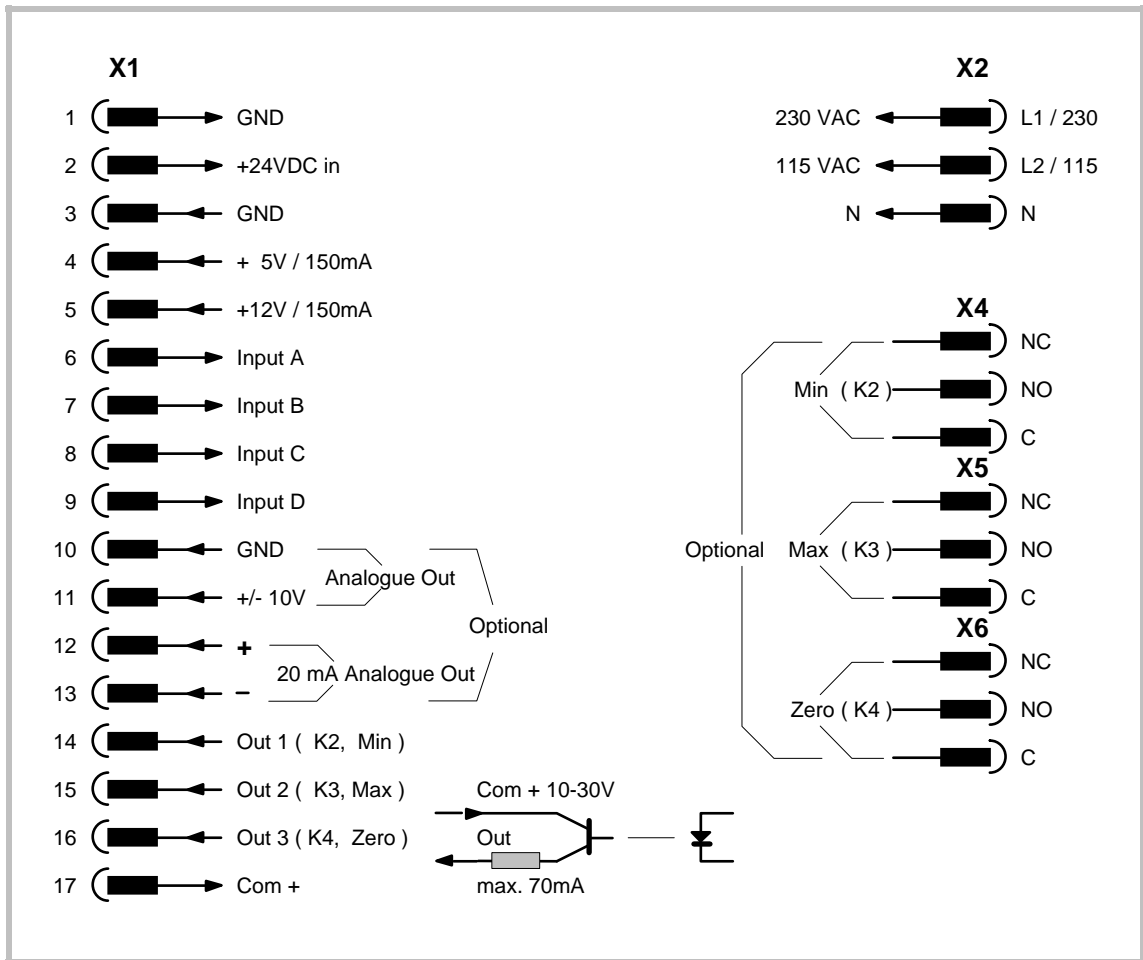 X1
1 GND
2 +24VDC in
3 GND
4 + 5V / 150mA
5 +12V / 150mA
6 Input A
7 Input B
8 Input C
9 Input D
10 GND
Analogue Out
11 +/- 10V
Optional
12 +
20 mA Analogue Out
13 –
14 Out 1 ( K2, Min )
15 Out 2 ( K3, Max )
16 Out 3 ( K4, Zero )
17 Com +
Com + 10-30V
Out
max. 70mA
X2
230 VAC L1 / 230
115 VAC L2 / 115
N N
X4
NC
Min ( K2 ) NO
C
X5
NC
Optional Max ( K3 ) NO
C
X6
NC
Zero ( K4 ) NO
C